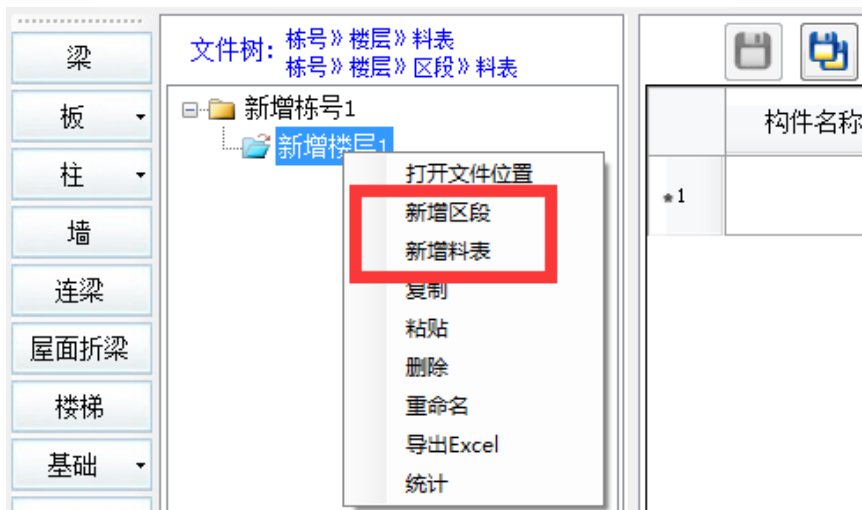 梁
板
柱
墙
连梁
屋面折梁
楼梯
基础
文件树:
栋号》楼层》料表
栋号》楼层》区段》料表
新增栋号1
新增楼层1
打开文件位置
新增区段
新增料表
复制
粘贴
删除
重命名
导出Excel
统计
构件名称
*1